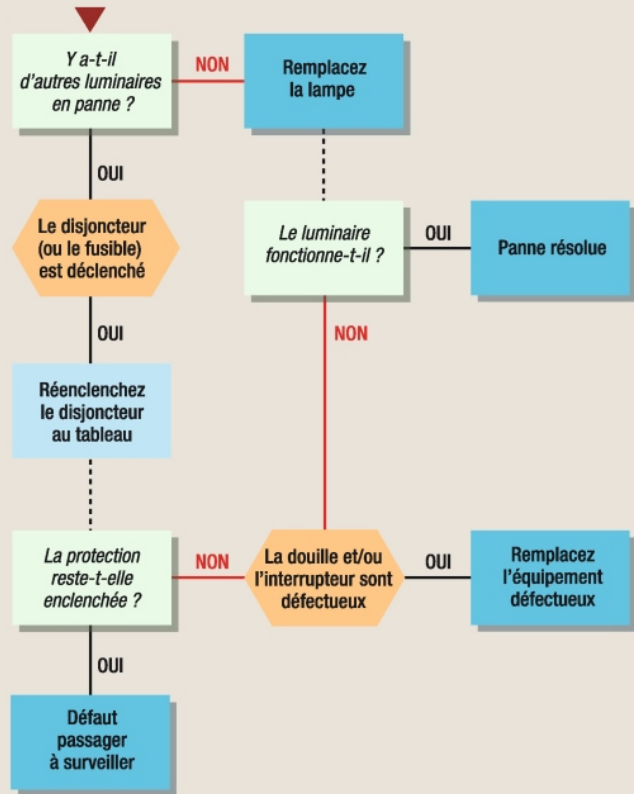 Y a-t-il
d'autres luminaires
en panne ?
NON
Remplacez
la lampe
OUI
Le disjoncteur
(ou le fusible)
est déclenché
Le luminaire
fonctionne-t-il ?
OUI
Panne résolue
OUI
NON
Réenclenchez
le disjoncteur
au tableau
La protection
reste-t-elle
enclenchée ?
NON
La douille et/ou
l'interrupteur sont
défectueux
OUI
Remplacez
l'équipement
défectueux
OUI
Défaut
passager
à surveiller